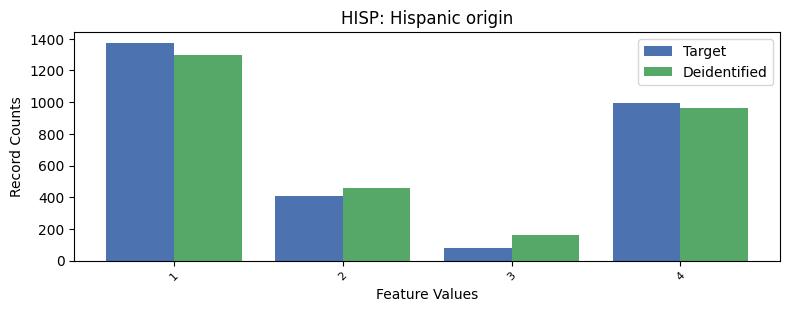 HISP: Hispanic origin
Target
Deidentified
Record Counts
1400
1200
1000
800
600
400
200
0
1 2 3 4
Feature Values